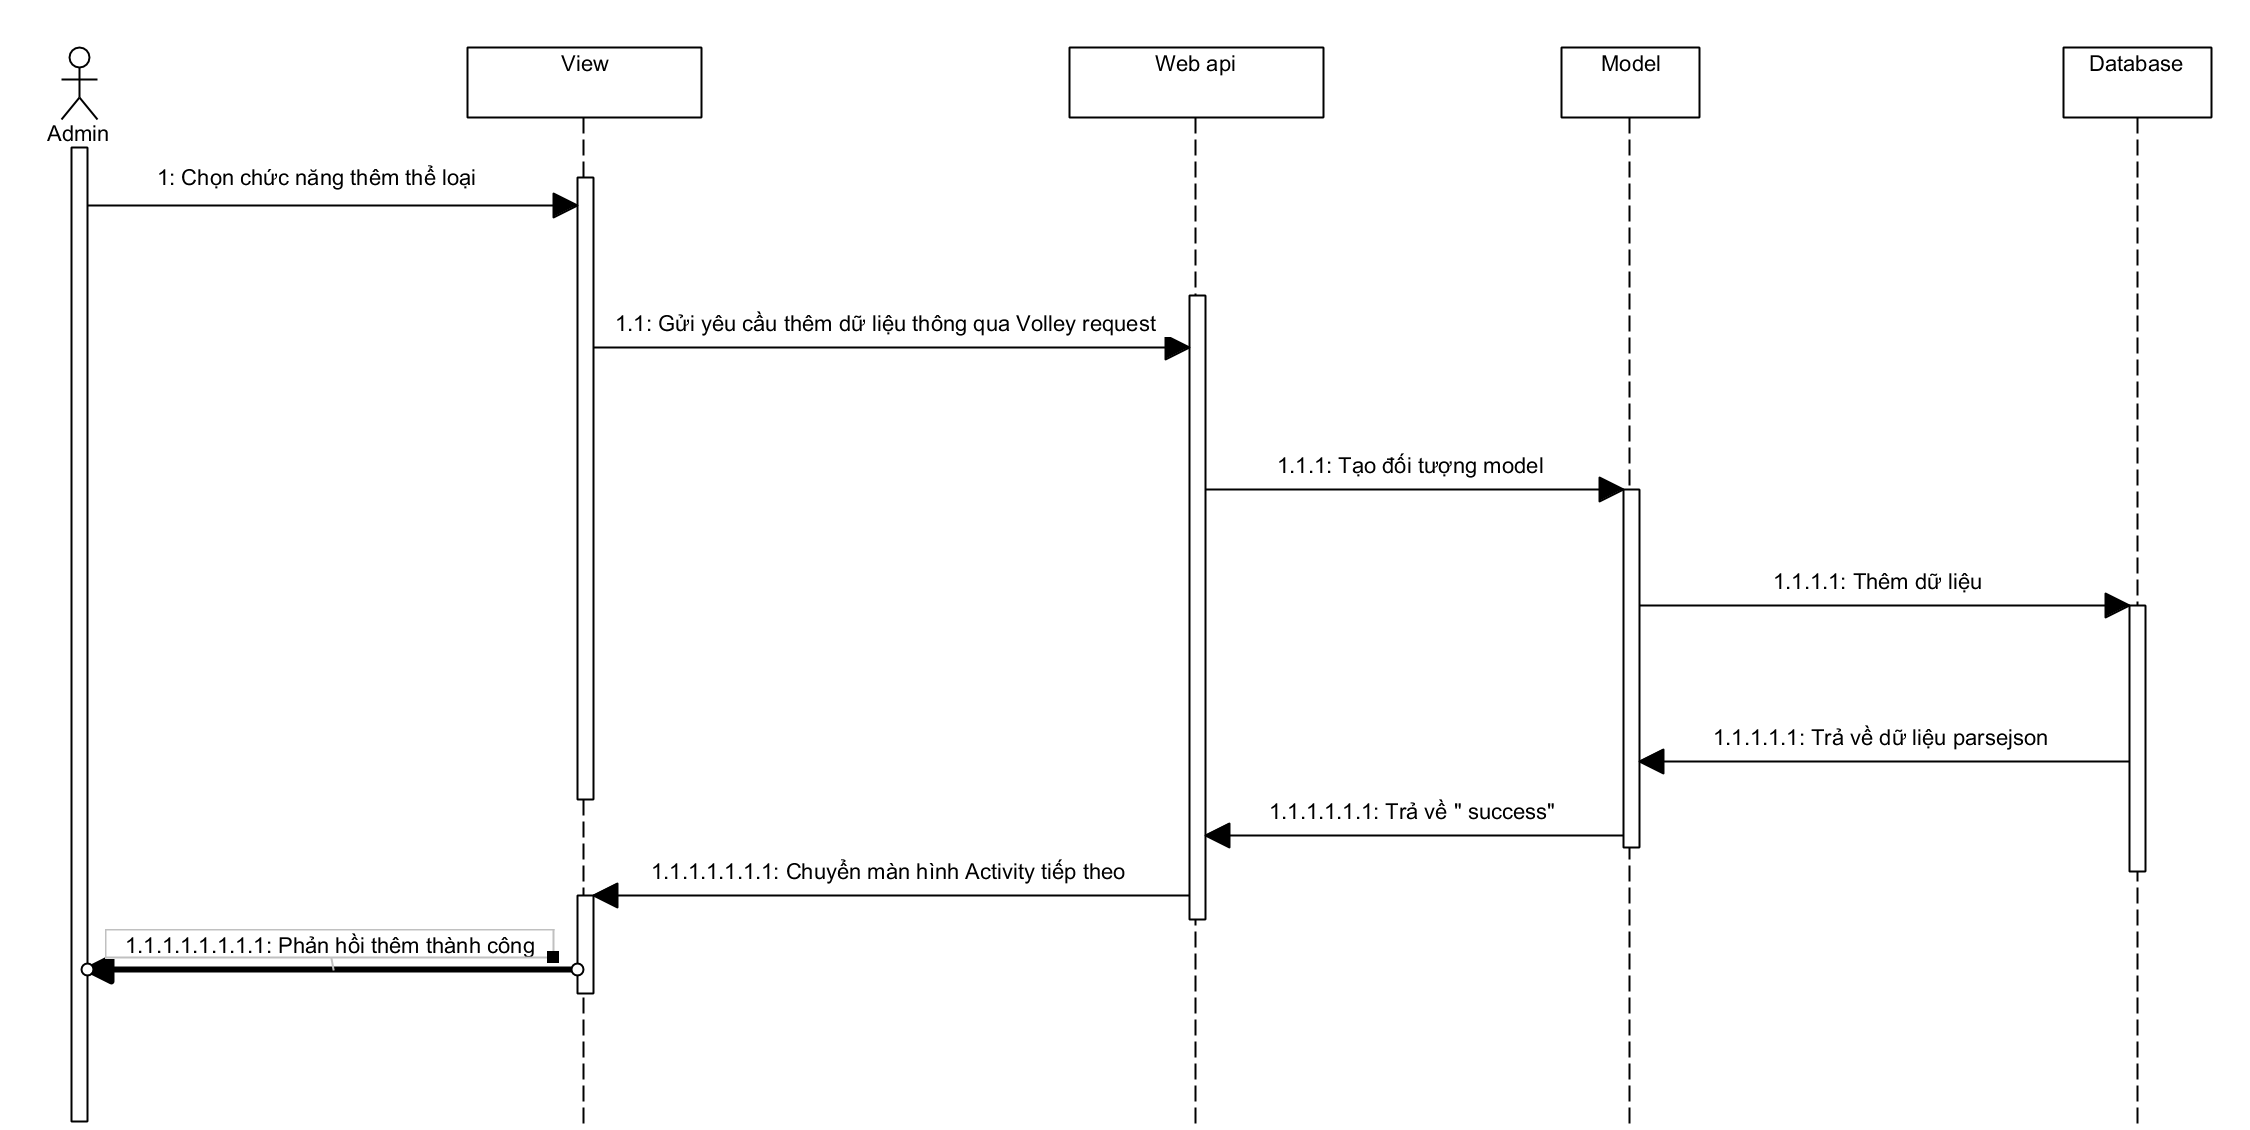 View
Web api
Model
Database
Admin
1: Chọn chức năng thêm thể loại
1.1: Gửi yêu cầu thêm dữ liệu thông qua Volley request
1.1.1: Tạo đối tượng model
1.1.1.1: Thêm dữ liệu
1.1.1.1.1: Trả về dữ liệu parsejson
1.1.1.1.1.1: Trả về " success"
1.1.1.1.1.1.1: Chuyển màn hình Activity tiếp theo
1.1.1.1.1.1.1.1: Phản hồi thêm thành công